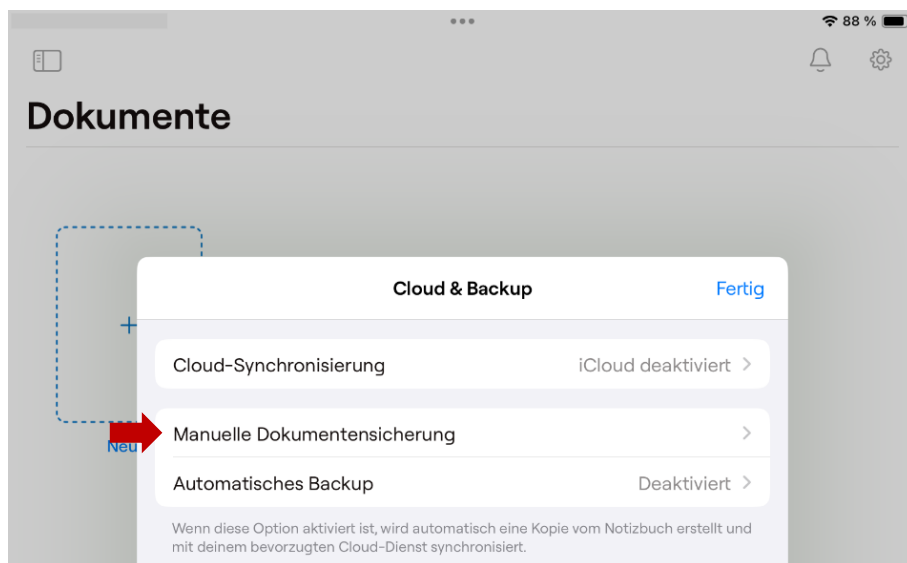 88 %
Dokumente
Cloud & Backup
Fertig
Cloud-Synchronisierung
iCloud deaktiviert
Manuelle Dokumentensicherung
Neu
Automatisches Backup
Deaktiviert
Wenn diese Option aktiviert ist, wird automatisch eine Kopie vom Notizbuch erstellt und
mit deinem bevorzugten Cloud-Dienst synchronisiert.